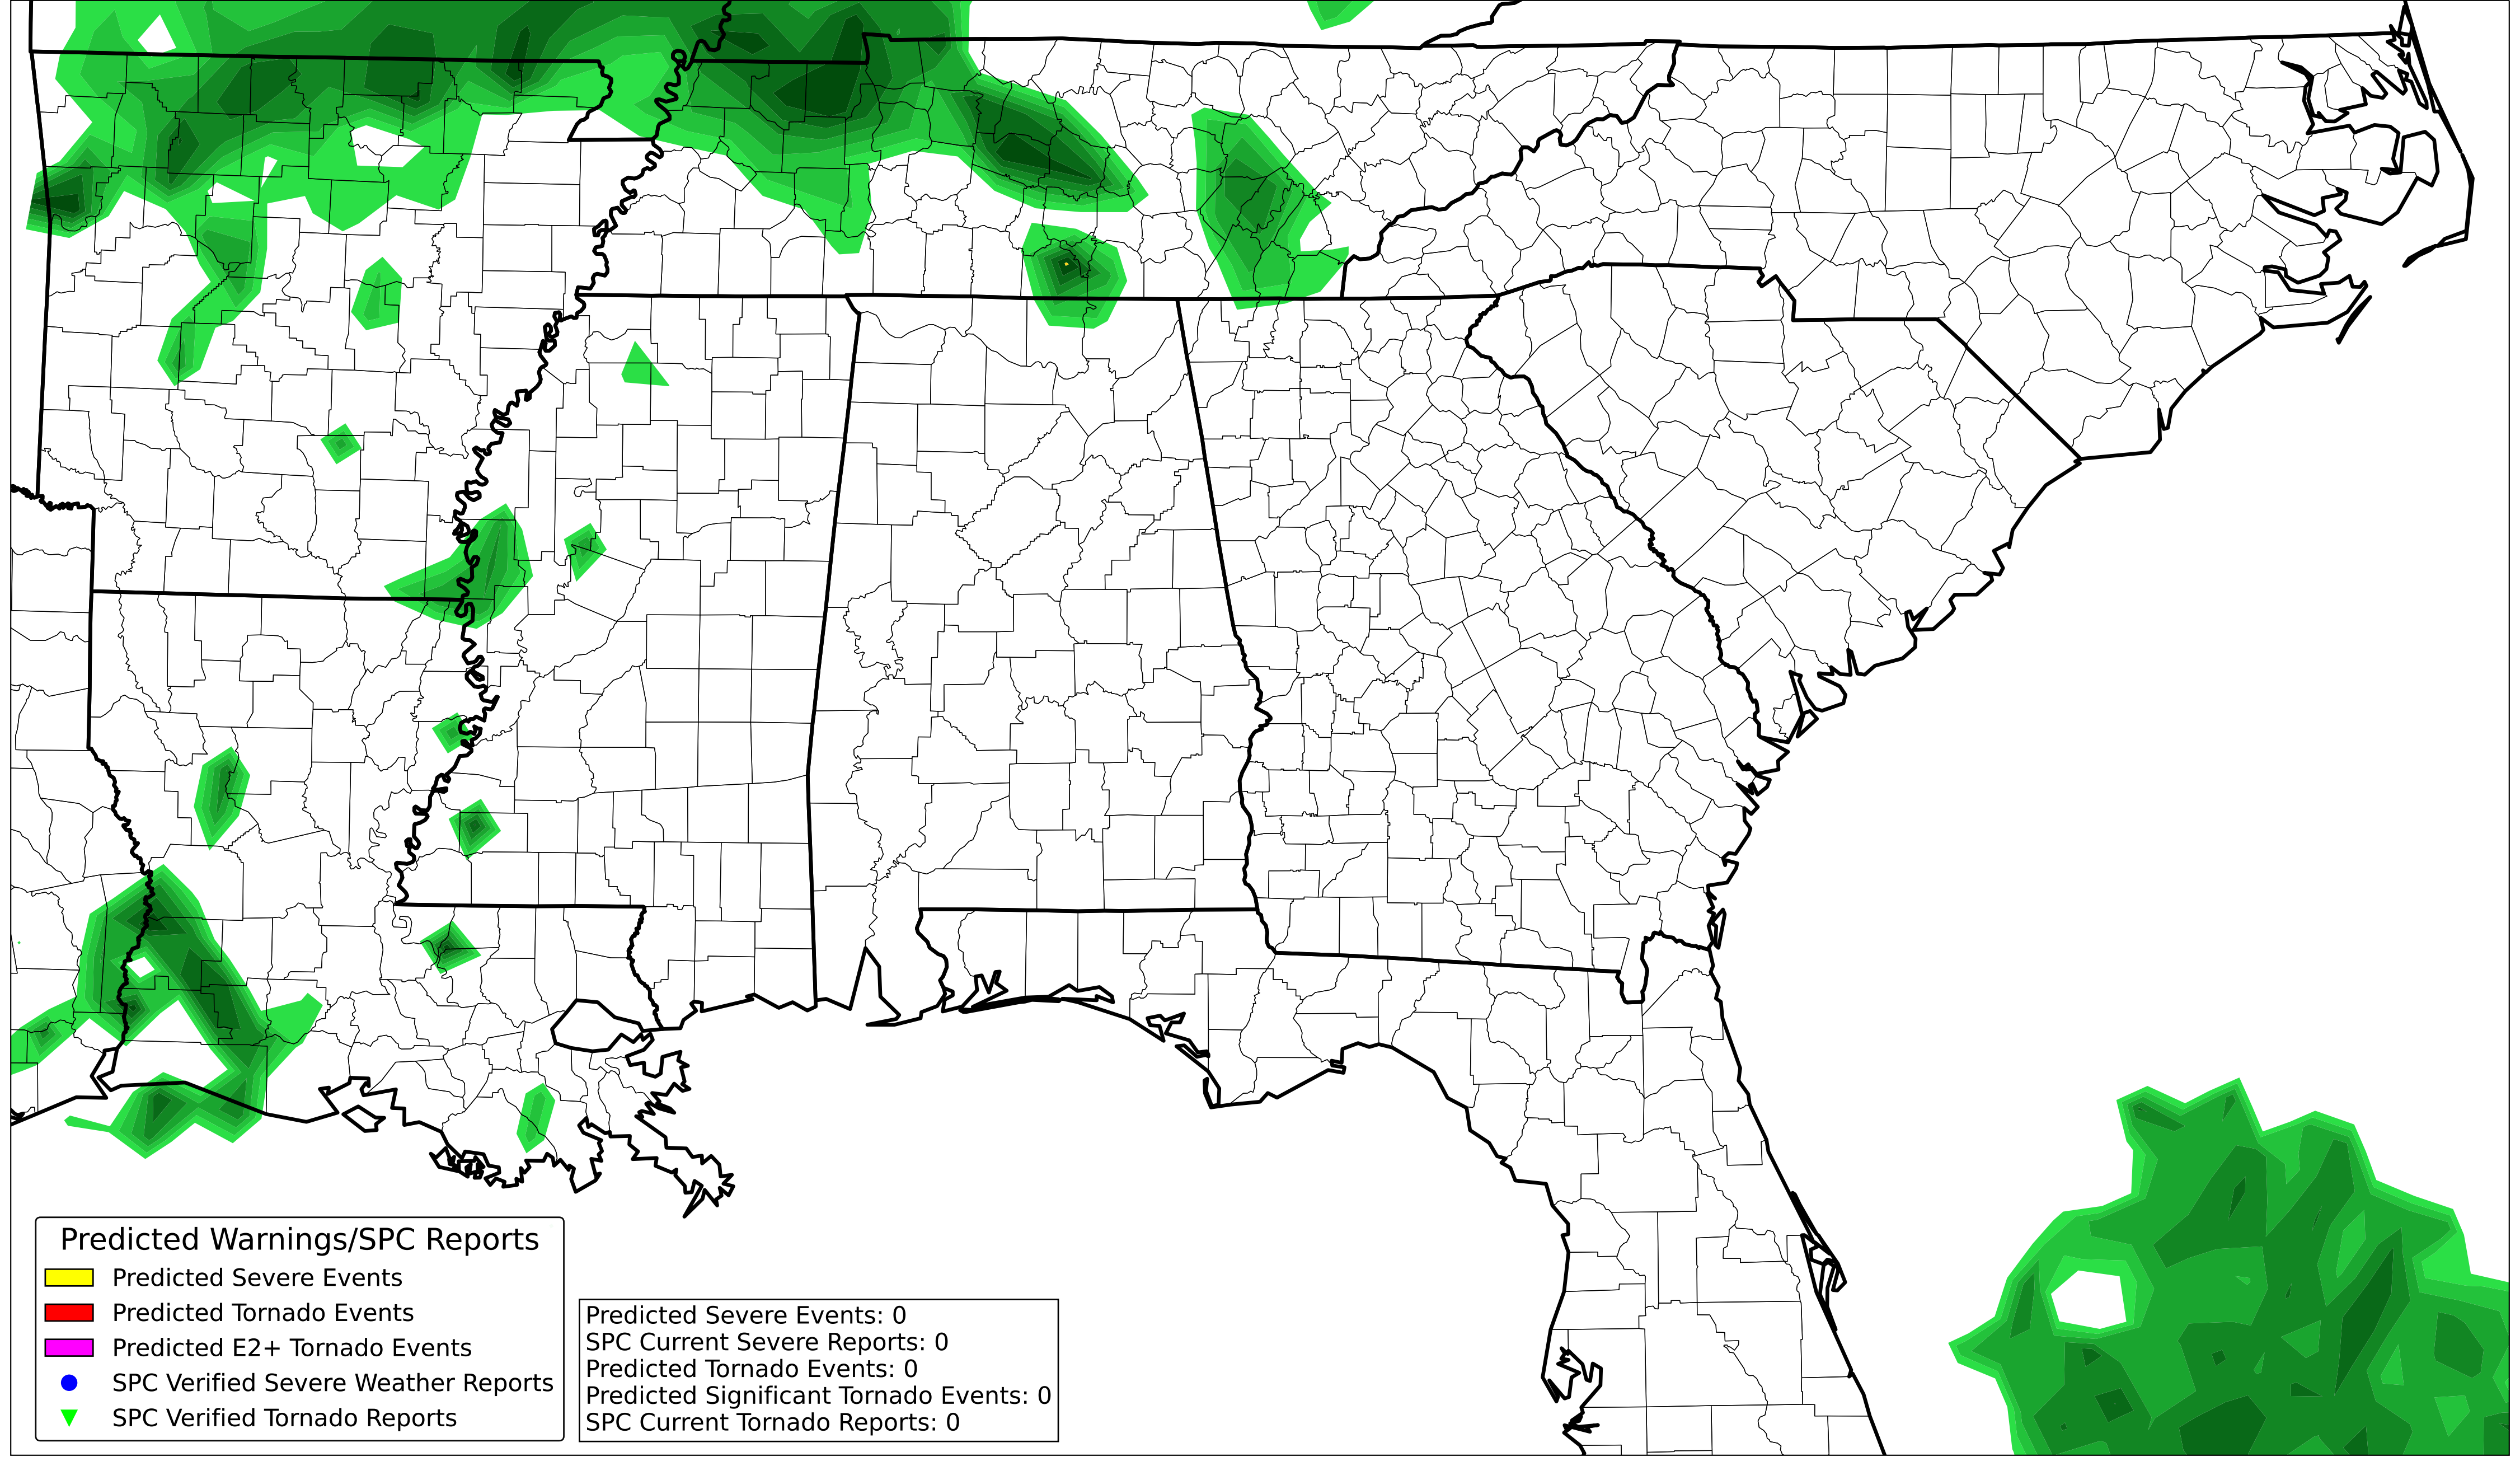 Predicted Warnings/SPC Reports
Predicted Severe Events
Predicted Tornado Events
Predicted E2+ Tornado Events
SPC Verified Severe Weather Reports
SPC Verified Tornado Reports
Predicted Severe Events: 0
SPC Current Severe Reports: 0
Predicted Tornado Events: 0
Predicted Significant Tornado Events: 0
SPC Current Tornado Reports: 0